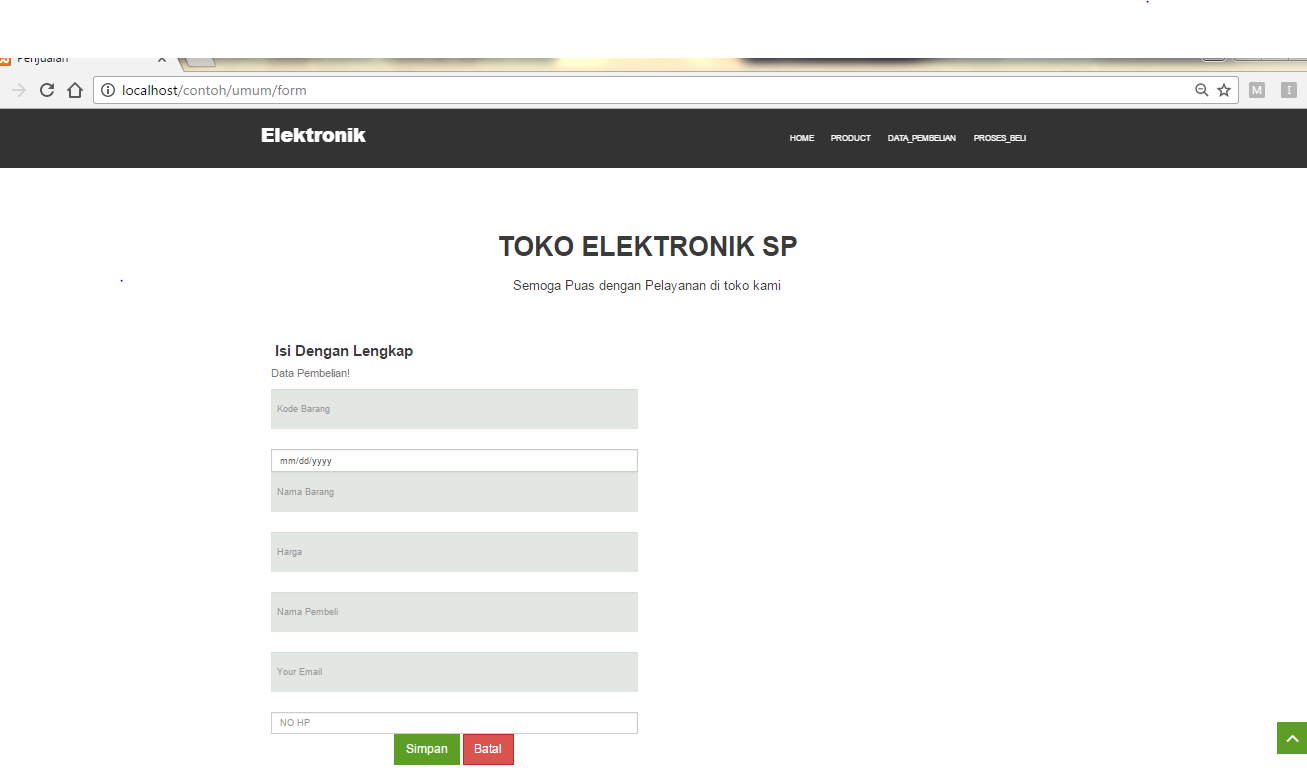 Penjualan
localhost/contoh/umum/form
M
I
Elektronik
HOME PRODUCT DATA_PEMBELIAN PROSES_BELI
TOKO ELEKTRONIK SP
Semoga Puas dengan Pelayanan di toko kami
Isi Dengan Lengkap
Data Pembelian!
Kode Barang
mm/dd/yyyy
Nama Barang
Harga
Nama Pembeli
Your Email
NO HP
Simpan Batal